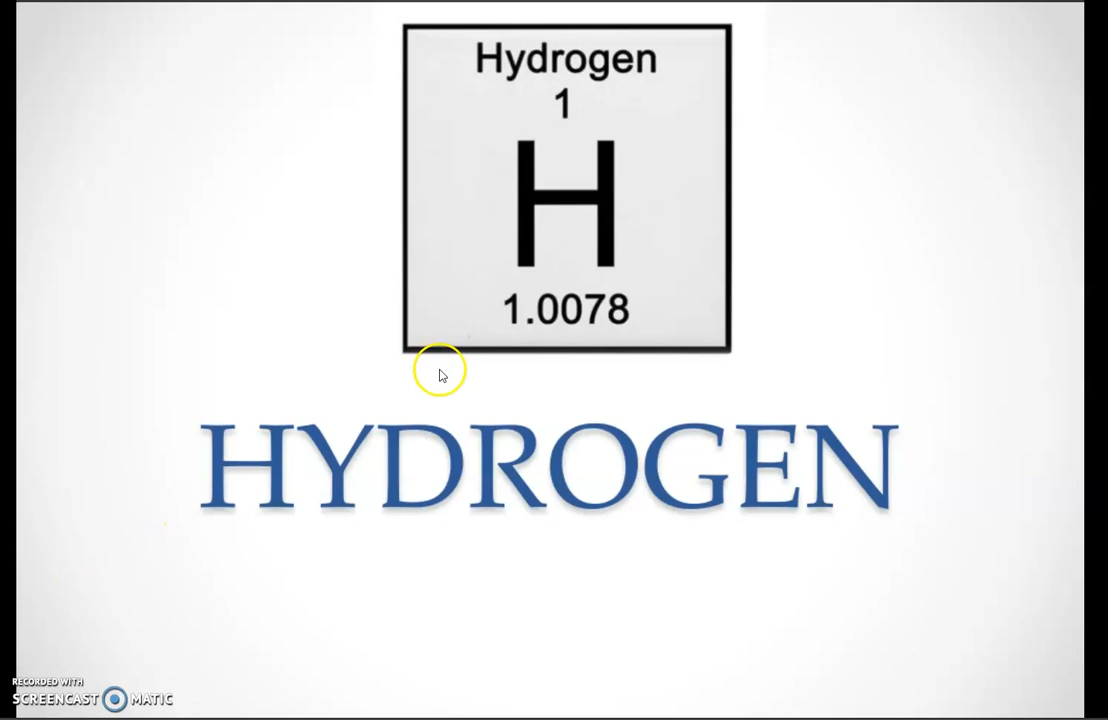 Hydrogen
1
H
1.0078
HYDROGEN
RECORDED WITH
SCREENCAST MATIC